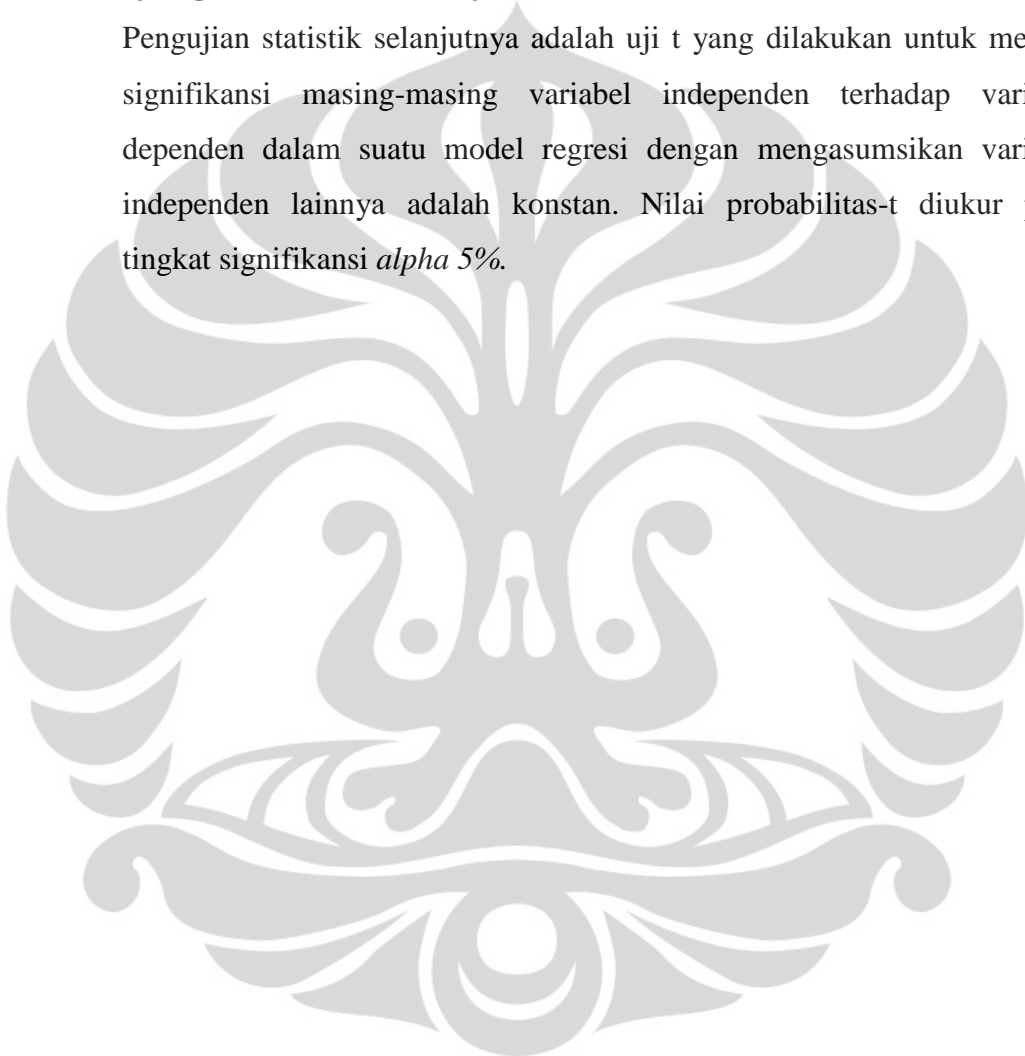 Pengujian statistik selanjutnya adalah uji t yang dilakukan untuk me
signifikansi masing-masing variabel independen terhadap vari
dependen dalam suatu model regresi dengan mengasumsikan vari
independen lainnya adalah konstan. Nilai probabilitas-t diukur
tingkat signifikansi alpha 5%.